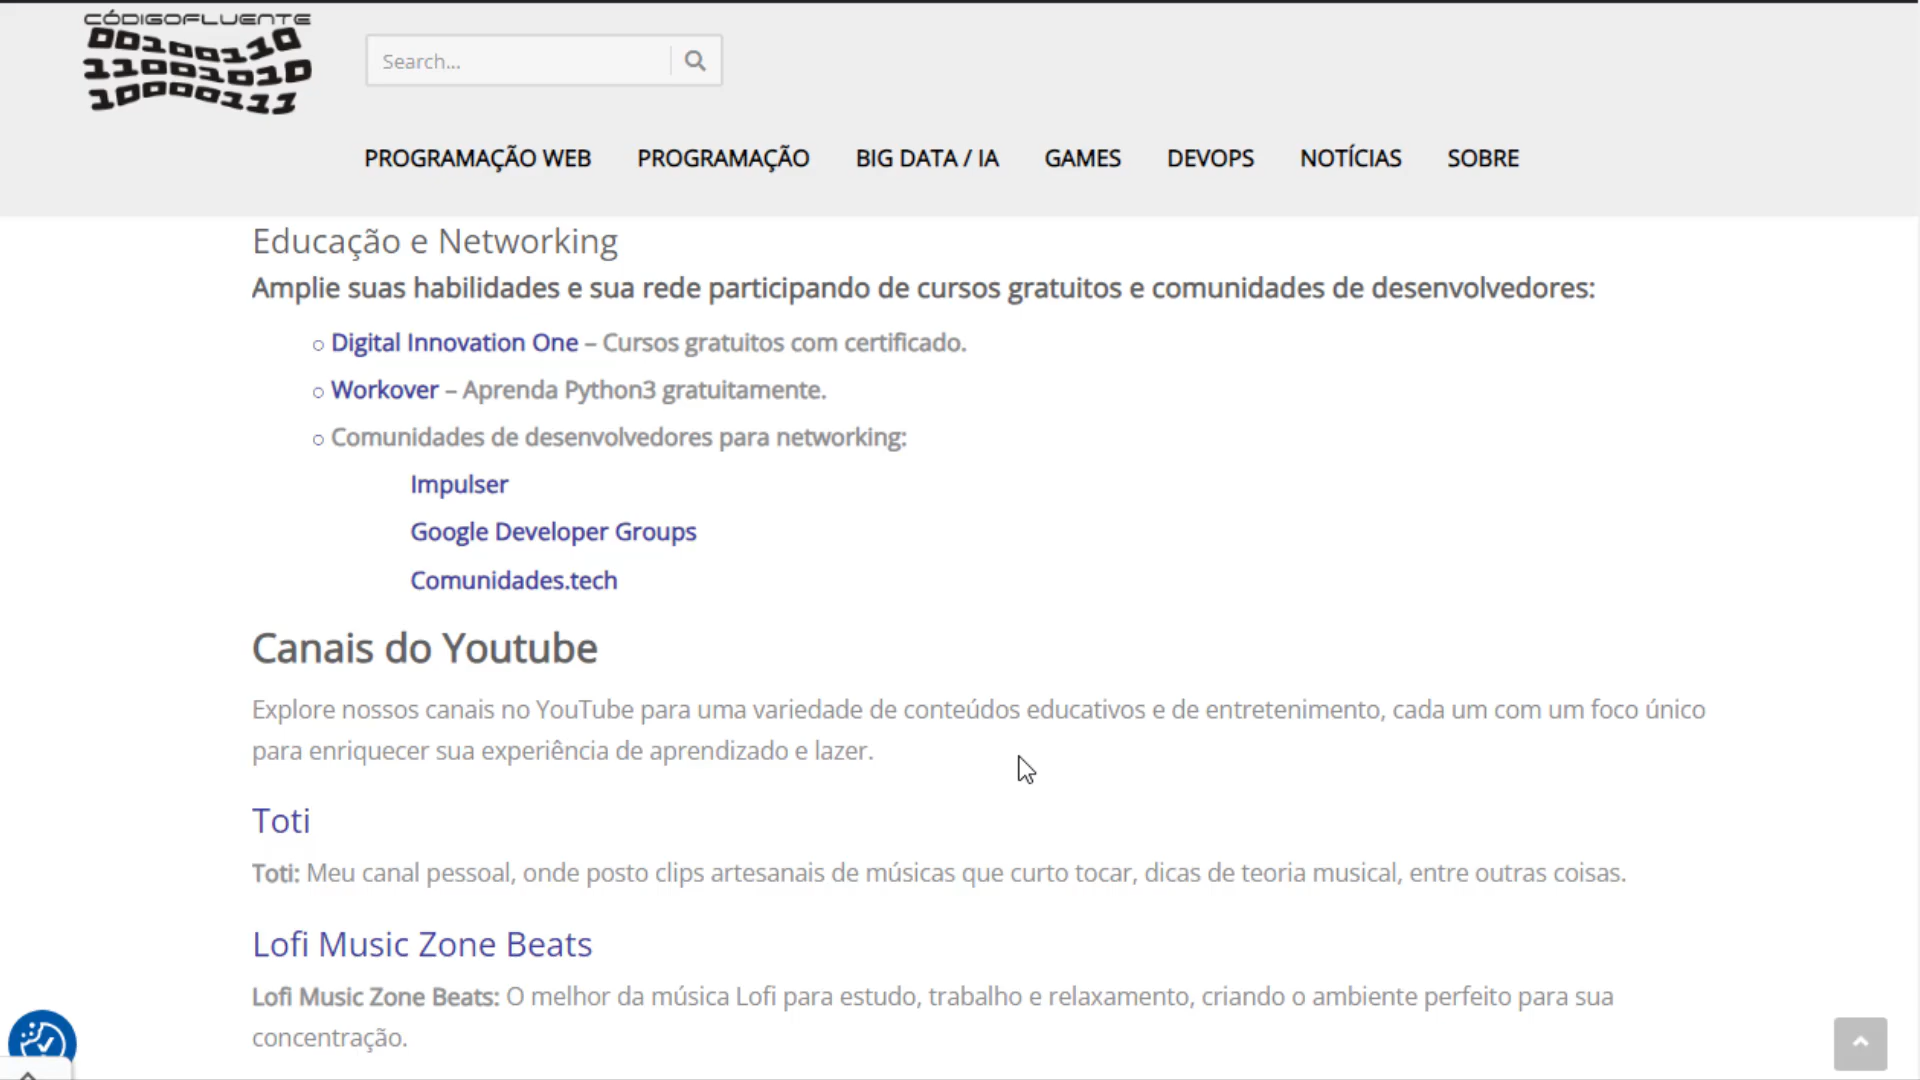 CÓDIGOFLUENTE
00100110
11001010
10000111
Search...
PROGRAMAÇÃO WEB PROGRAMAÇÃO BIG DATA / IA GAMES DEVOPS NOTÍCIAS SOBRE
Educação e Networking
Amplie suas habilidades e sua rede participando de cursos gratuitos e comunidades de desenvolvedores:
Digital Innovation One – Cursos gratuitos com certificado.
Workover – Aprenda Python3 gratuitamente.
Comunidades de desenvolvedores para networking:
Impulser
Google Developer Groups
Comunidades.tech
Canais do Youtube
Explore nossos canais no YouTube para uma variedade de conteúdos educativos e de entretenimento, cada um com um foco único
para enriquecer sua experiência de aprendizado e lazer.
Toti
Toti: Meu canal pessoal, onde posto clips artesanais de músicas que curto tocar, dicas de teoria musical, entre outras coisas.
Lofi Music Zone Beats
Lofi Music Zone Beats: O melhor da música Lofi para estudo, trabalho e relaxamento, criando o ambiente perfeito para sua
concentração.